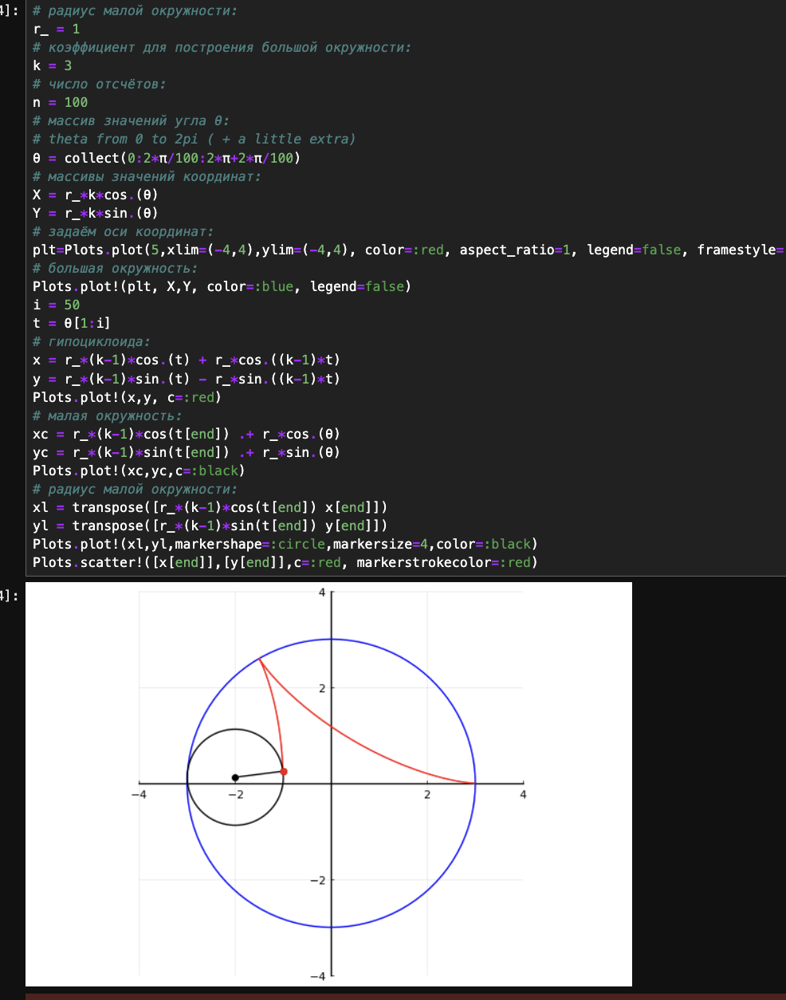 4]:
# радиус малой окружности:
r_ = 1
# коэффициент для построения большой окружности:
k = 3
# число отсчётов:
n = 100
# массив значений угла θ:
# theta from 0 to 2pi ( + a little extra)
θ = collect(0:2*π/100:2*π+2*π/100)
# массивы значений координат:
X = r_*k*cos.(θ)
Y = r_*k*sin.(θ)
# задаём оси координат:
plt=Plots.plot(5,xlim=(-4,4),ylim=(-4,4), color=:red, aspect_ratio=1, legend=false, framestyle=
# большая окружность:
Plots.plot!(plt, X,Y, color=:blue, legend=false)
i = 50
t = θ[1:i]
# гипоциклоида:
x = r_*(k-1)*cos.(t) + r_*cos.((k-1)*t)
y = r_*(k-1)*sin.(t) - r_*sin.((k-1)*t)
Plots.plot!(x,y, c=:red)
# малая окружность:
xc = r_*(k-1)*cos(t[end]) .+ r_*cos.(θ)
yc = r_*(k-1)*sin(t[end]) .+ r_*sin.(θ)
Plots.plot!(xc,yc,c=:black)
# радиус малой окружности:
xl = transpose([r_*(k-1)*cos(t[end]) x[end]])
yl = transpose([r_*(k-1)*sin(t[end]) y[end]])
Plots.plot!(xl,yl,markershape=:circle,markersize=4,color=:black)
Plots.scatter!([x[end]],[y[end]],c=:red, markerstrokecolor=:red)
4]:
4
2
−4 −2 2 4
−2
−4